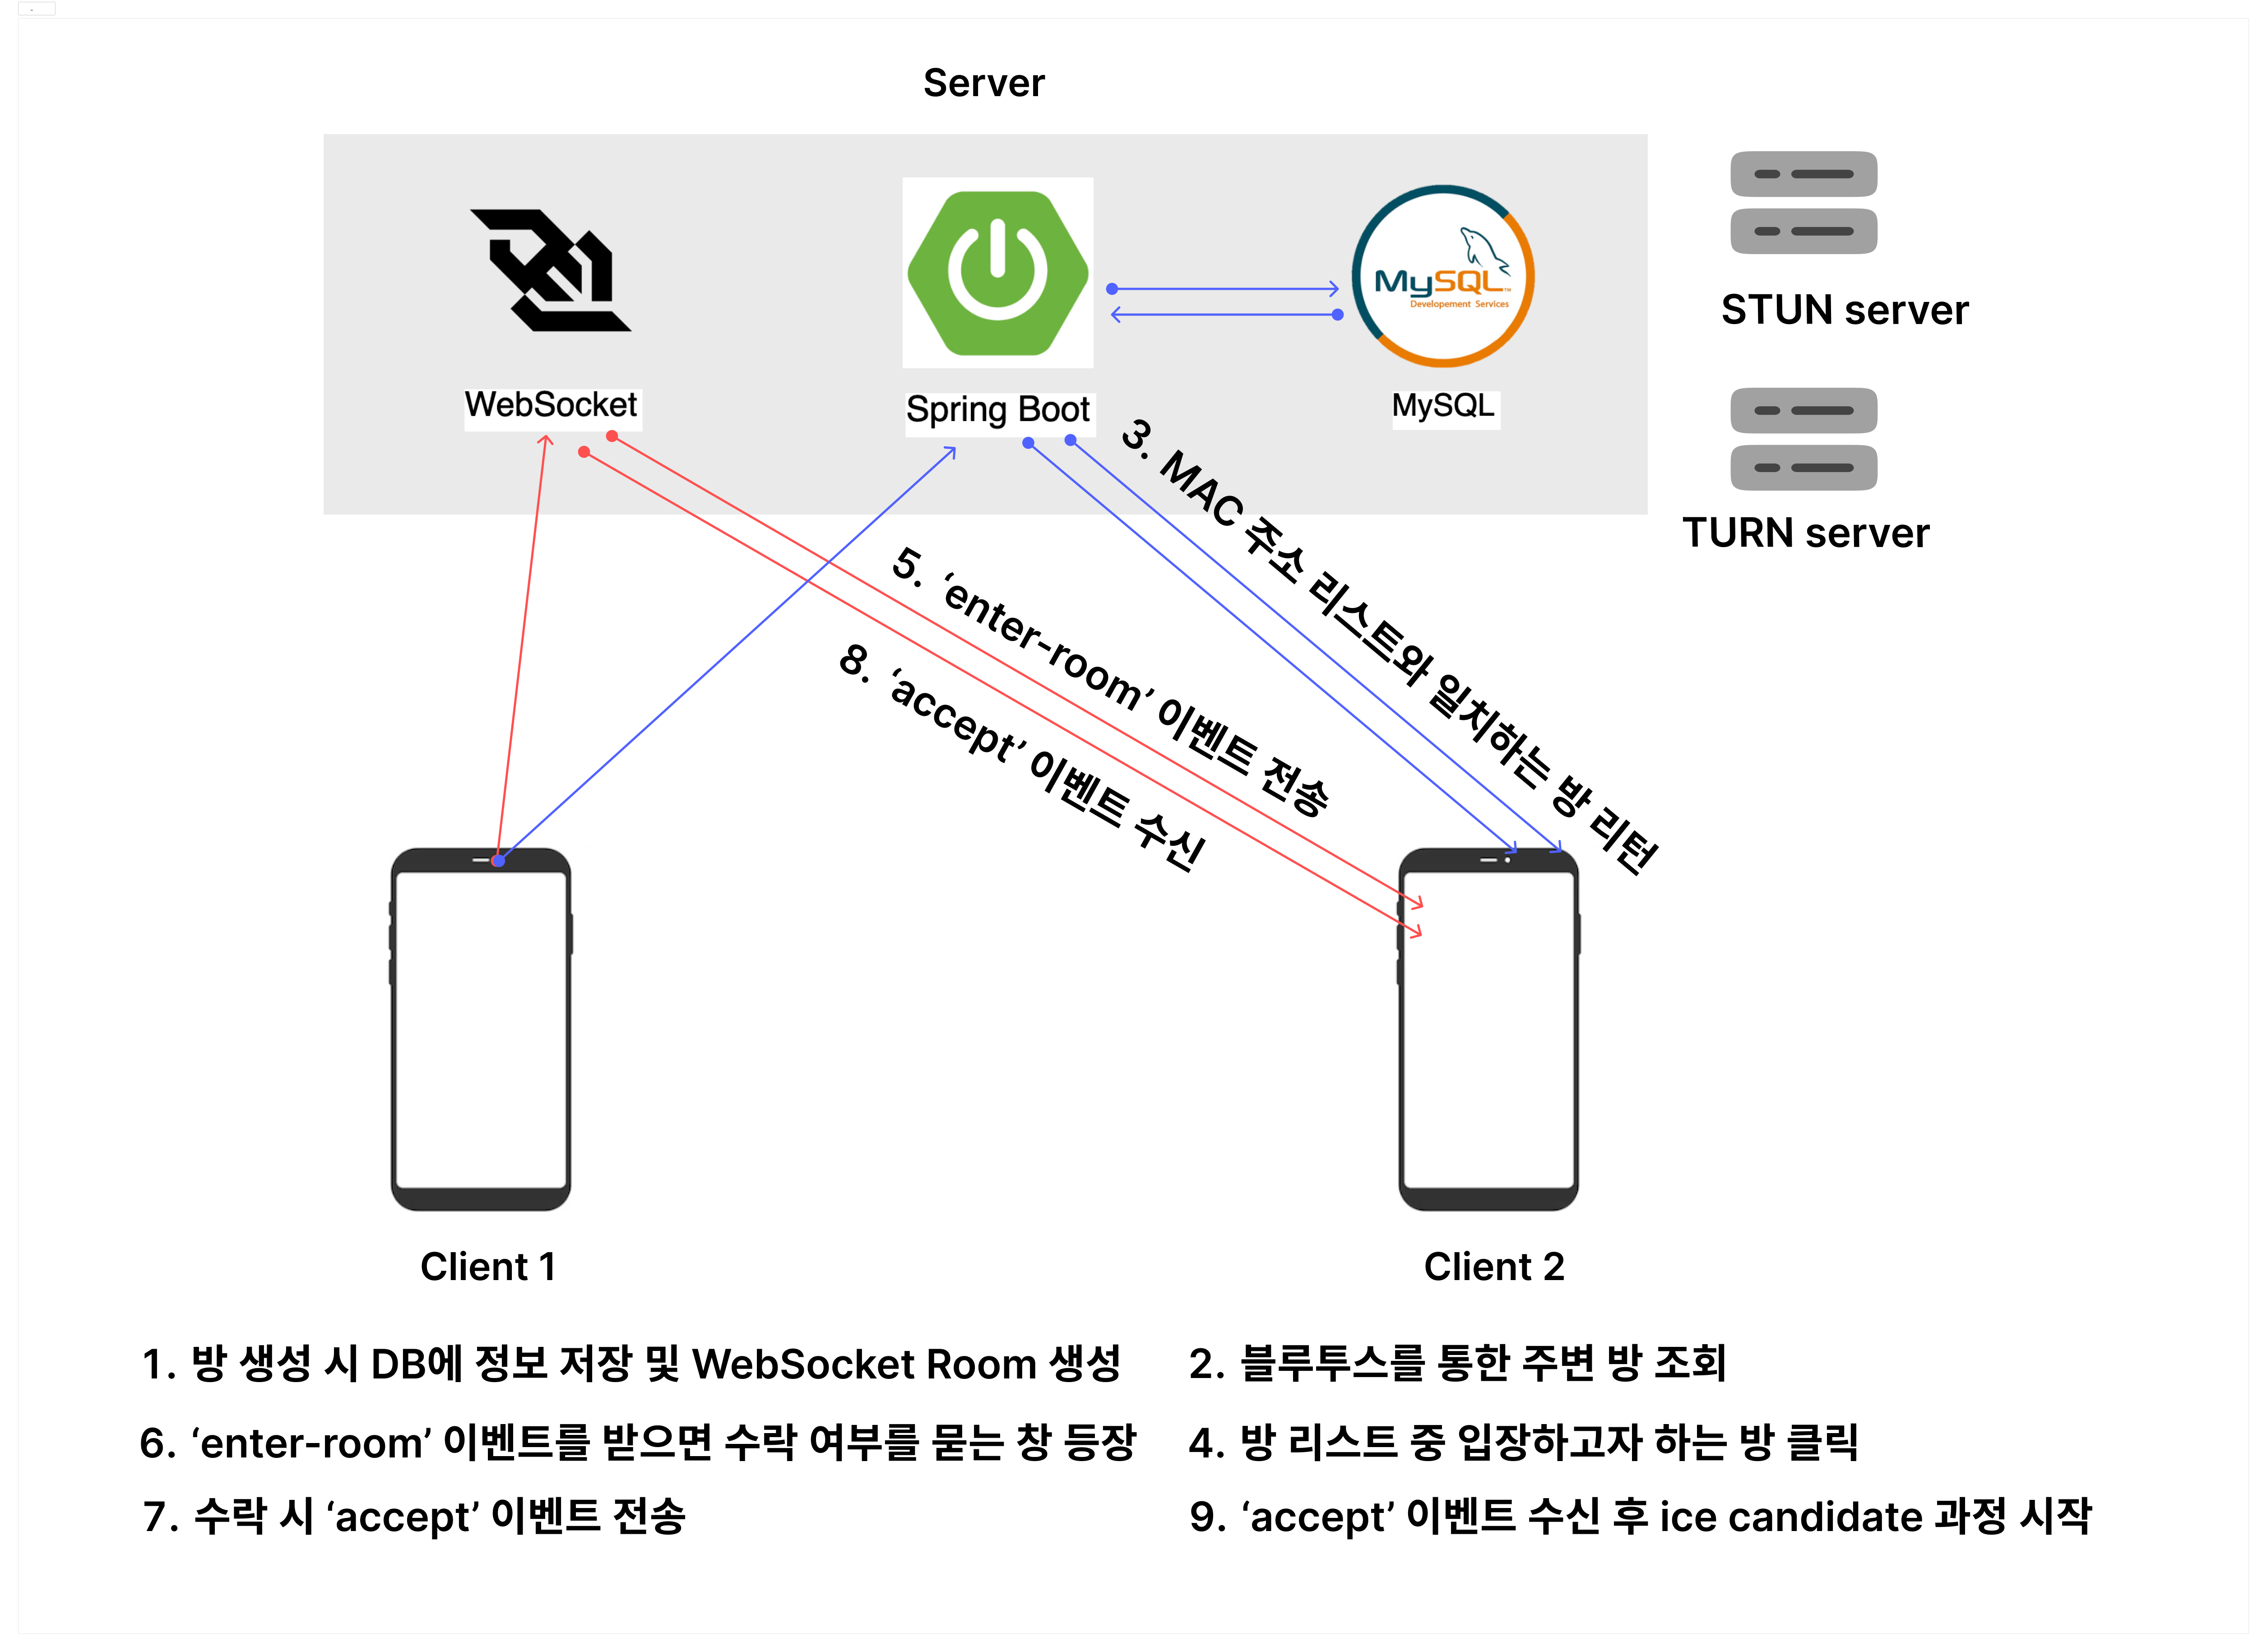 Server
WebSocket
Spring Boot
MySQL™
Developement Services
MySQL
STUN server
TURN server
3. MAC 주소 리스트와 일치하는 방 리턴
5. ‘enter-room’ 이벤트 전송
8. ‘accept’ 이벤트 수신
Client 1
Client 2
1. 방 생성 시 DB에 정보 저장 및 WebSocket Room 생성
6. ‘enter-room’ 이벤트를 받으면 수락 여부를 묻는 창 등장
7. 수락 시 ‘accept’ 이벤트 전송
2. 블루투스를 통한 주변 방 조회
4. 방 리스트 중 입장하고자 하는 방 클릭
9. ‘accept’ 이벤트 수신 후 ice candidate 과정 시작